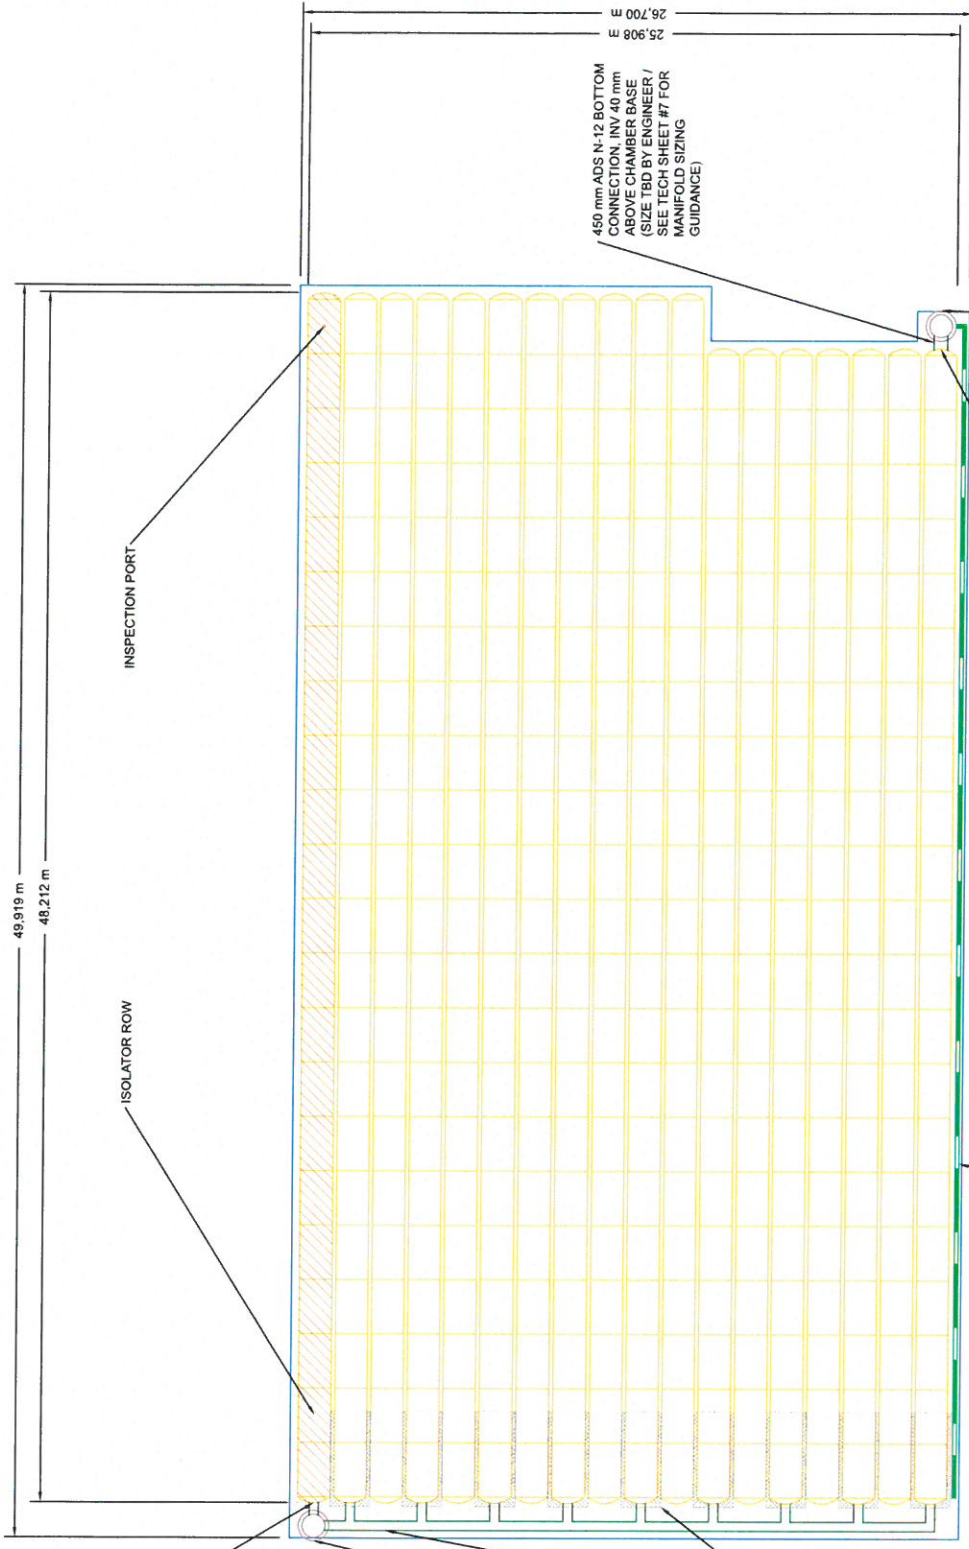 26,700 m
25,908 m
450 mm ADS N-12 BOTTOM
CONNECTION, INV 40 mm
ABOVE CHAMBER BASE
(SIZE TBD BY ENGINEER /
SEE TECH SHEET #7 FOR
MANIFOLD SIZING
GUIDANCE)
49,919 m
48,212 m
INSPECTION PORT
ISOLATOR ROW